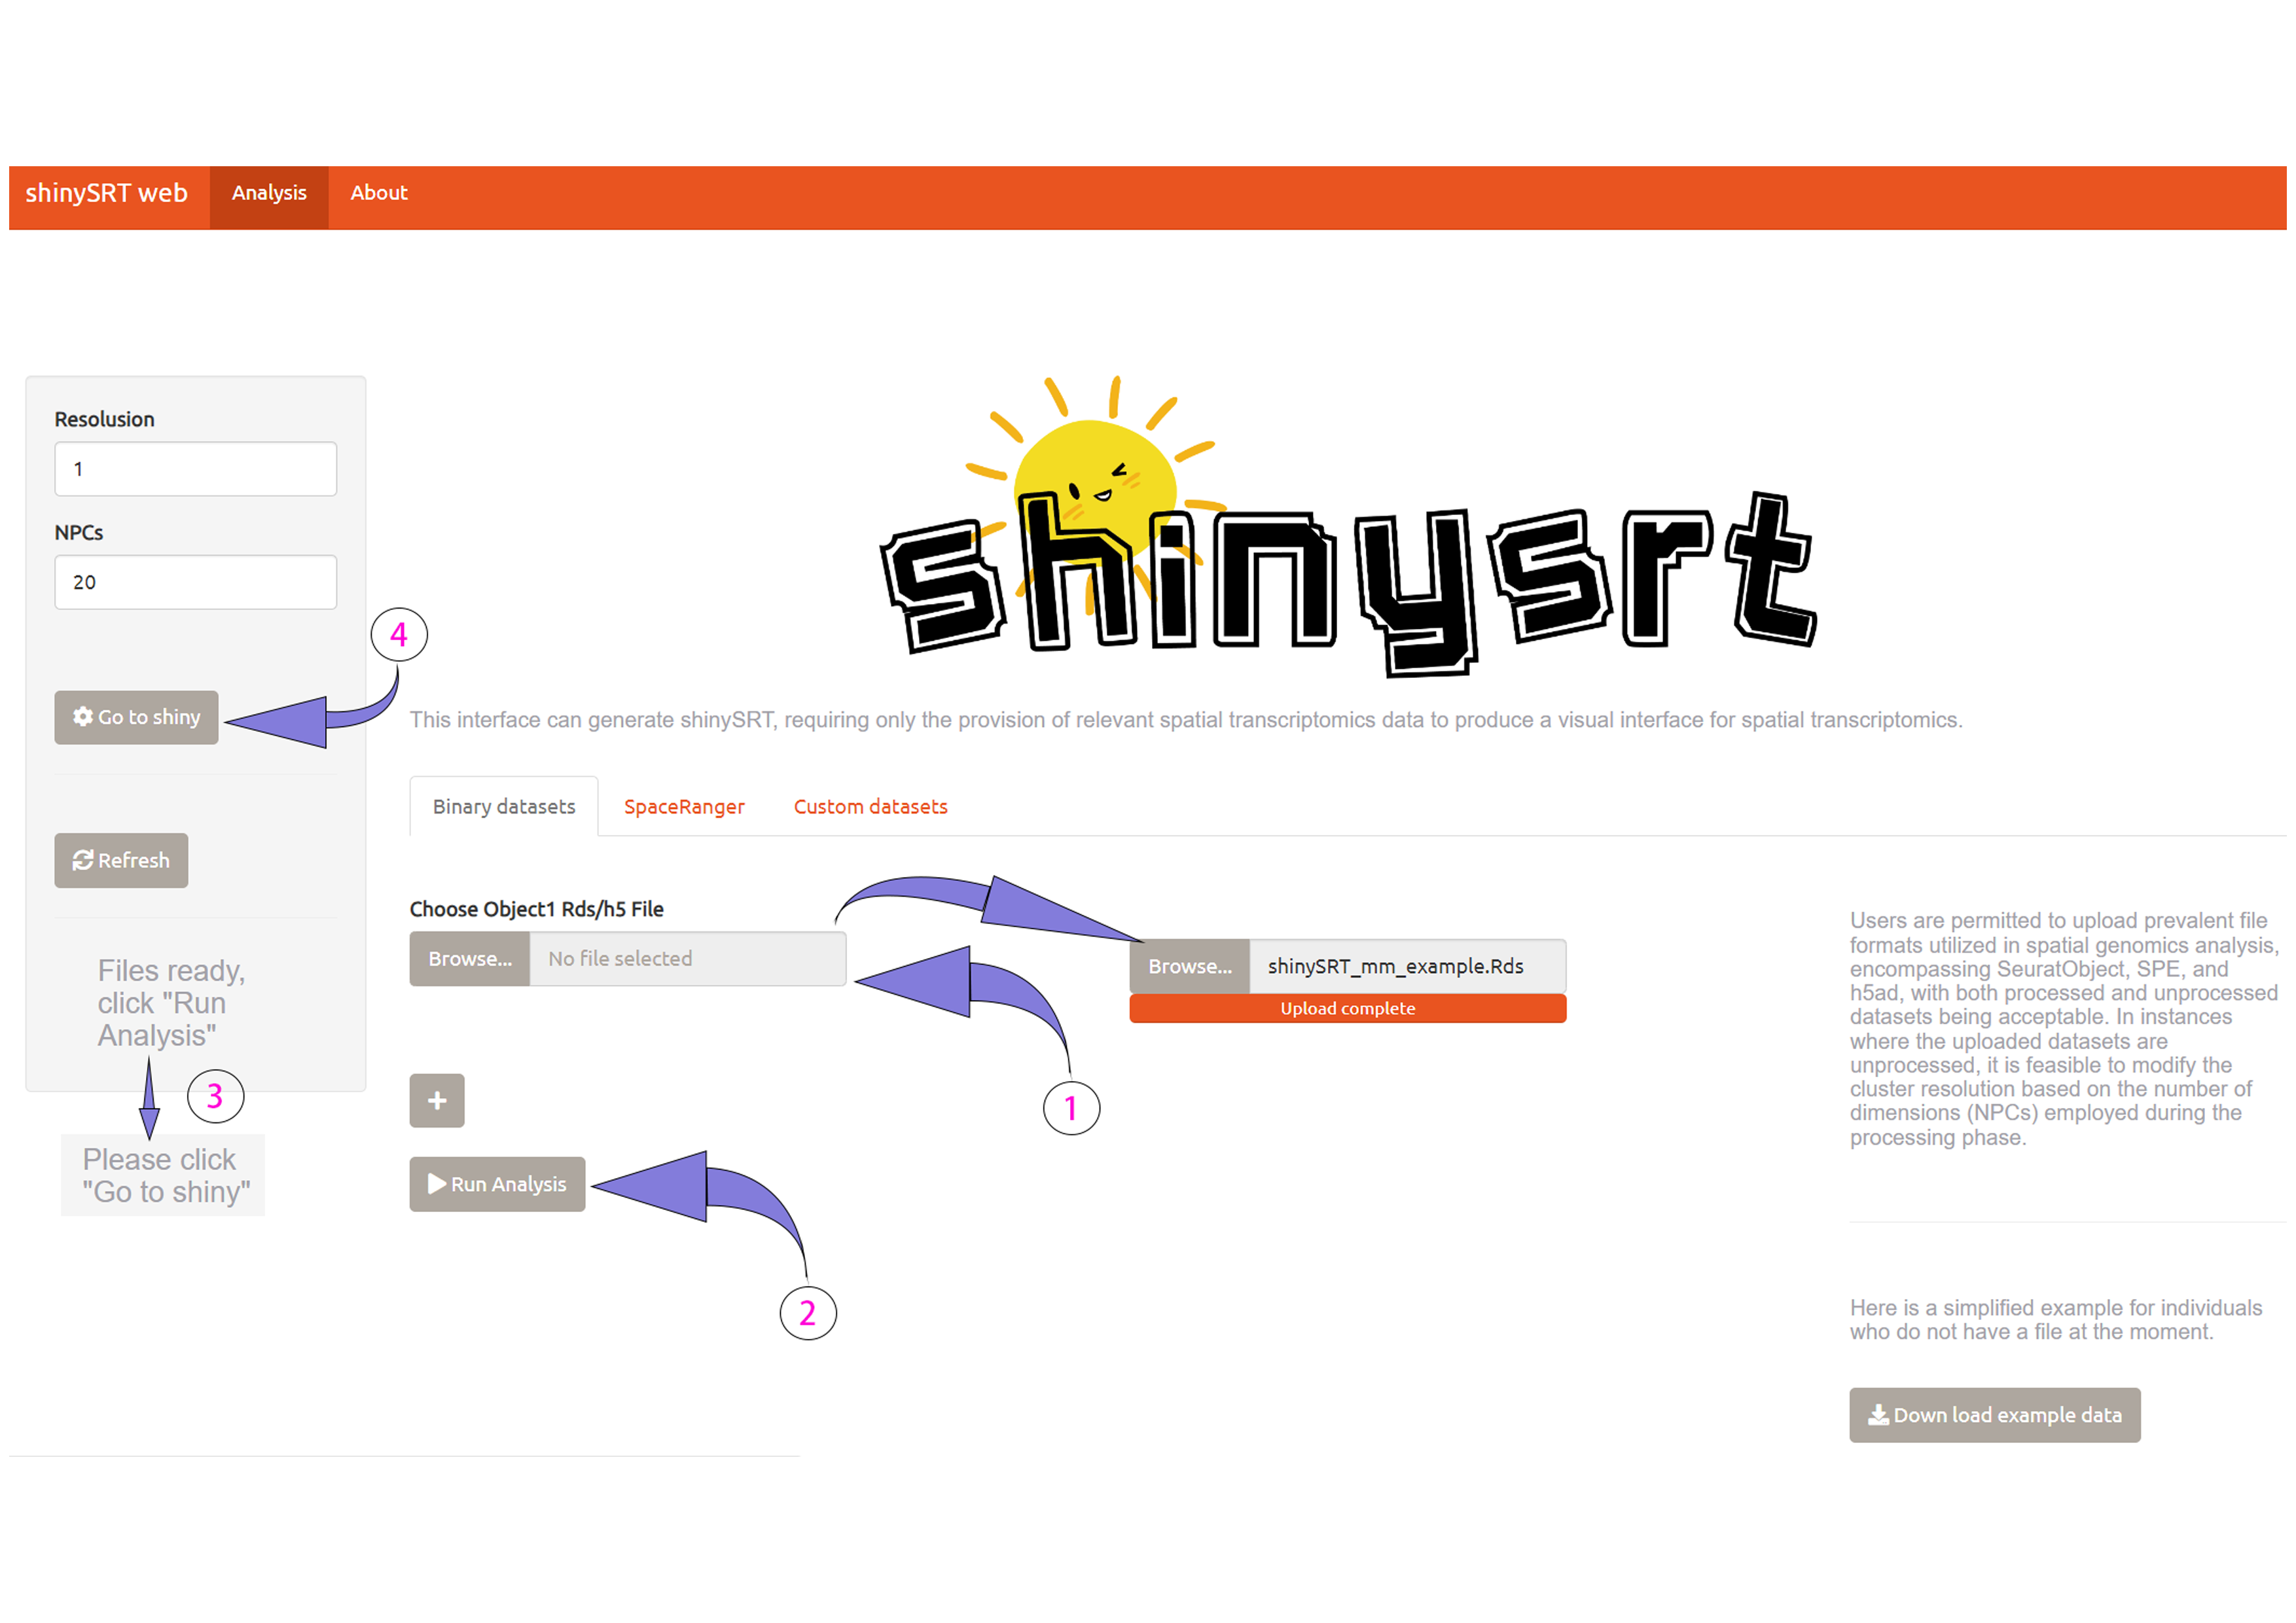 shinySRT web
Analysis
About
Resolusion
1
NPCs
20
4
Go to shiny
Refresh
Files ready,
click "Run
Analysis"
3
Please click
"Go to shiny"
shinysrt
This interface can generate shinySRT, requiring only the provision of relevant spatial transcriptomics data to produce a visual interface for spatial transcriptomics.
Binary datasets
SpaceRanger
Custom datasets
Choose Object1 Rds/h5 File
Browse...
No file selected
Browse...
shinySRT_mm_example.Rds
Upload complete
1
+
Run Analysis
2
Users are permitted to upload prevalent file
formats utilized in spatial genomics analysis,
encompassing SeuratObject, SPE, and
h5ad, with both processed and unprocessed
datasets being acceptable. In instances
where the uploaded datasets are
unprocessed, it is feasible to modify the
cluster resolution based on the number of
dimensions (NPCs) employed during the
processing phase.
Here is a simplified example for individuals
who do not have a file at the moment.
Down load example data